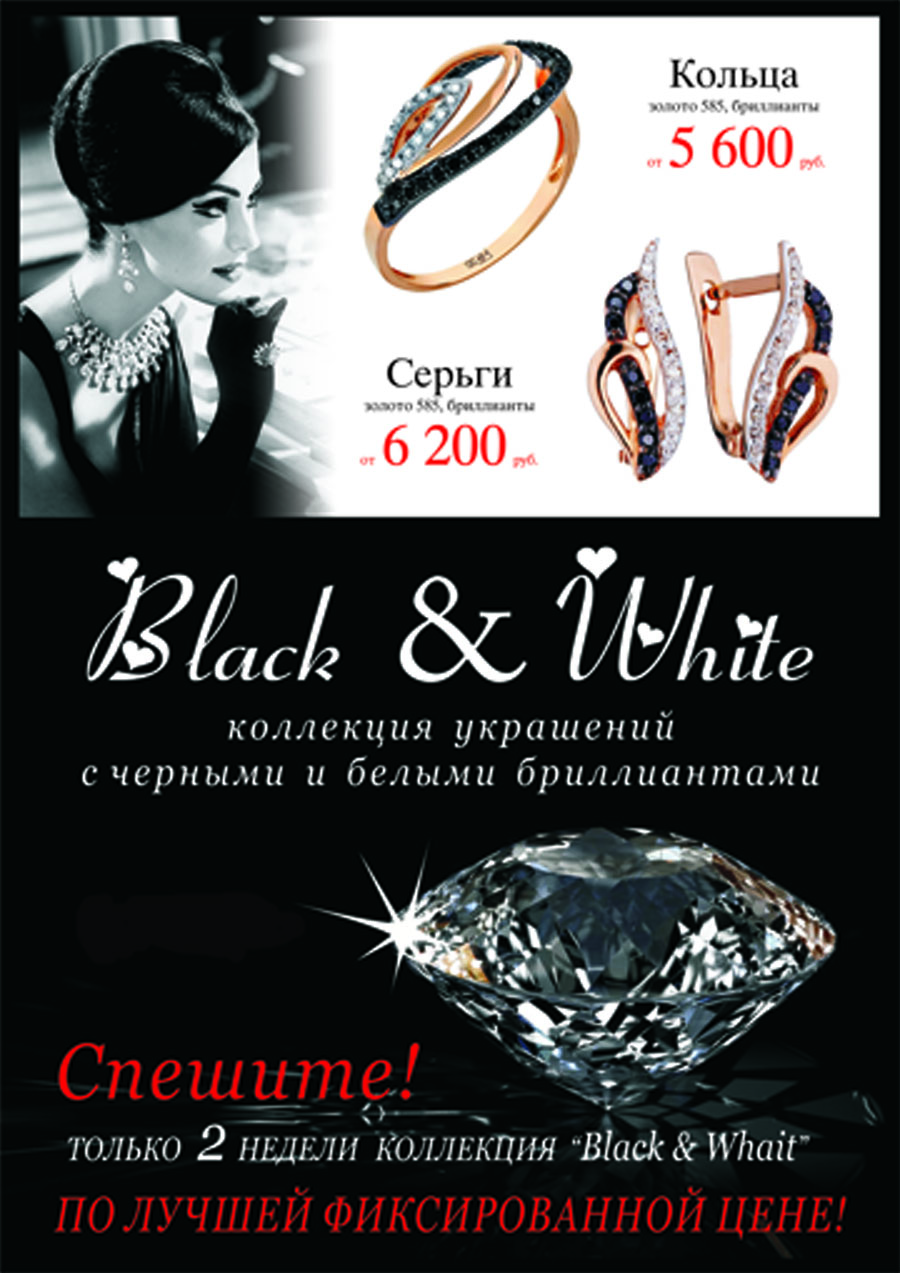 Кольца
золото 585, бриллианты
от 5 600 руб.
Серьги
золото 585, бриллианты
от 6 200 руб.
Black & White
коллекция украшений
с черными и белыми бриллиантами
Спешите!
ТОЛЬКО 2 НЕДЕЛИ КОЛЛЕКЦИЯ “Black & Whait”
ПО ЛУЧШЕЙ ФИКСИРОВАННОЙ ЦЕНЕ!